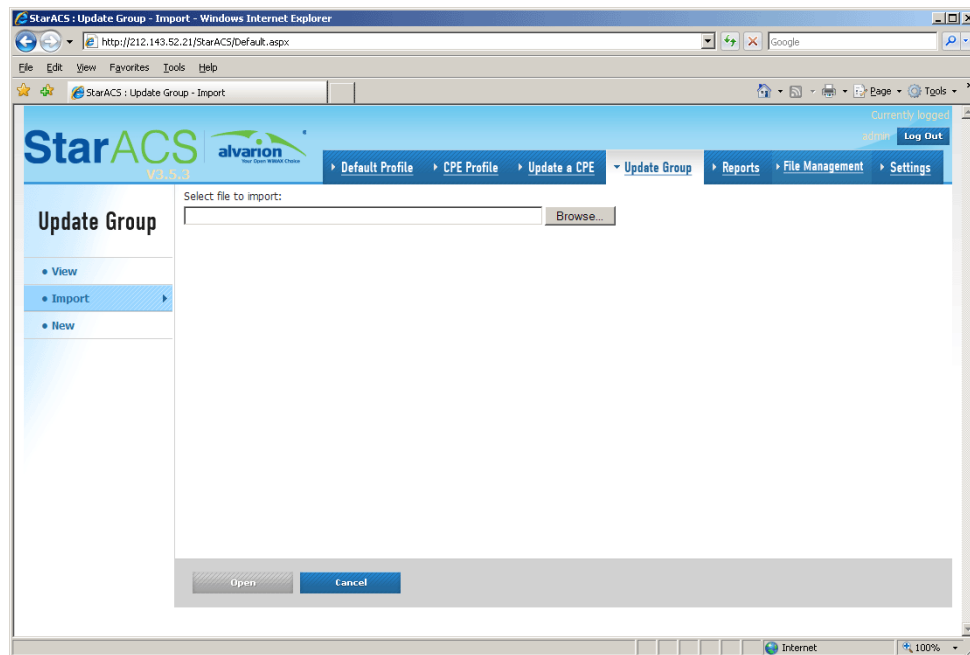 StarACS : Update Group - Import - Windows Internet Explorer
http://212.143.52.21/StarACS/Default.aspx
Google
File Edit View Favorites Tools Help
StarACS : Update Group - Import
Page Tools
Currently logged
admin Log Out
StarACS
V3.5.3
alvarion
Your Open WiMAX Choice
Default Profile CPE Profile Update a CPE Update Group Reports File Management Settings
Select file to import:
Browse...
Update Group
View
Import
New
Open Cancel
Internet 100%